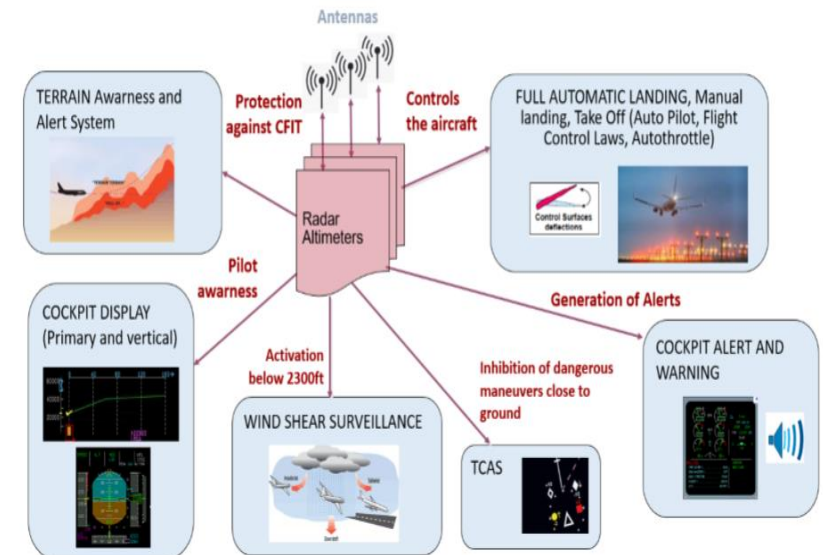 Antennas
TERRAIN Awarness and
Alert System
Protection
against CFIT
Controls
the aircraft
FULL AUTOMATIC LANDING, Manual
landing, Take Off (Auto Pilot, Flight
Control Laws, Autothrottle)
Control Surfaces
deflections
Radar
Altimeters
Pilot
awarness
COCKPIT DISPLAY
(Primary and vertical)
Activation
below 2300ft
Generation of Alerts
Inhibition of dangerous
maneuvers close to
ground
COCKPIT ALERT AND
WARNING
WIND SHEAR SURVEILLANCE
TCAS